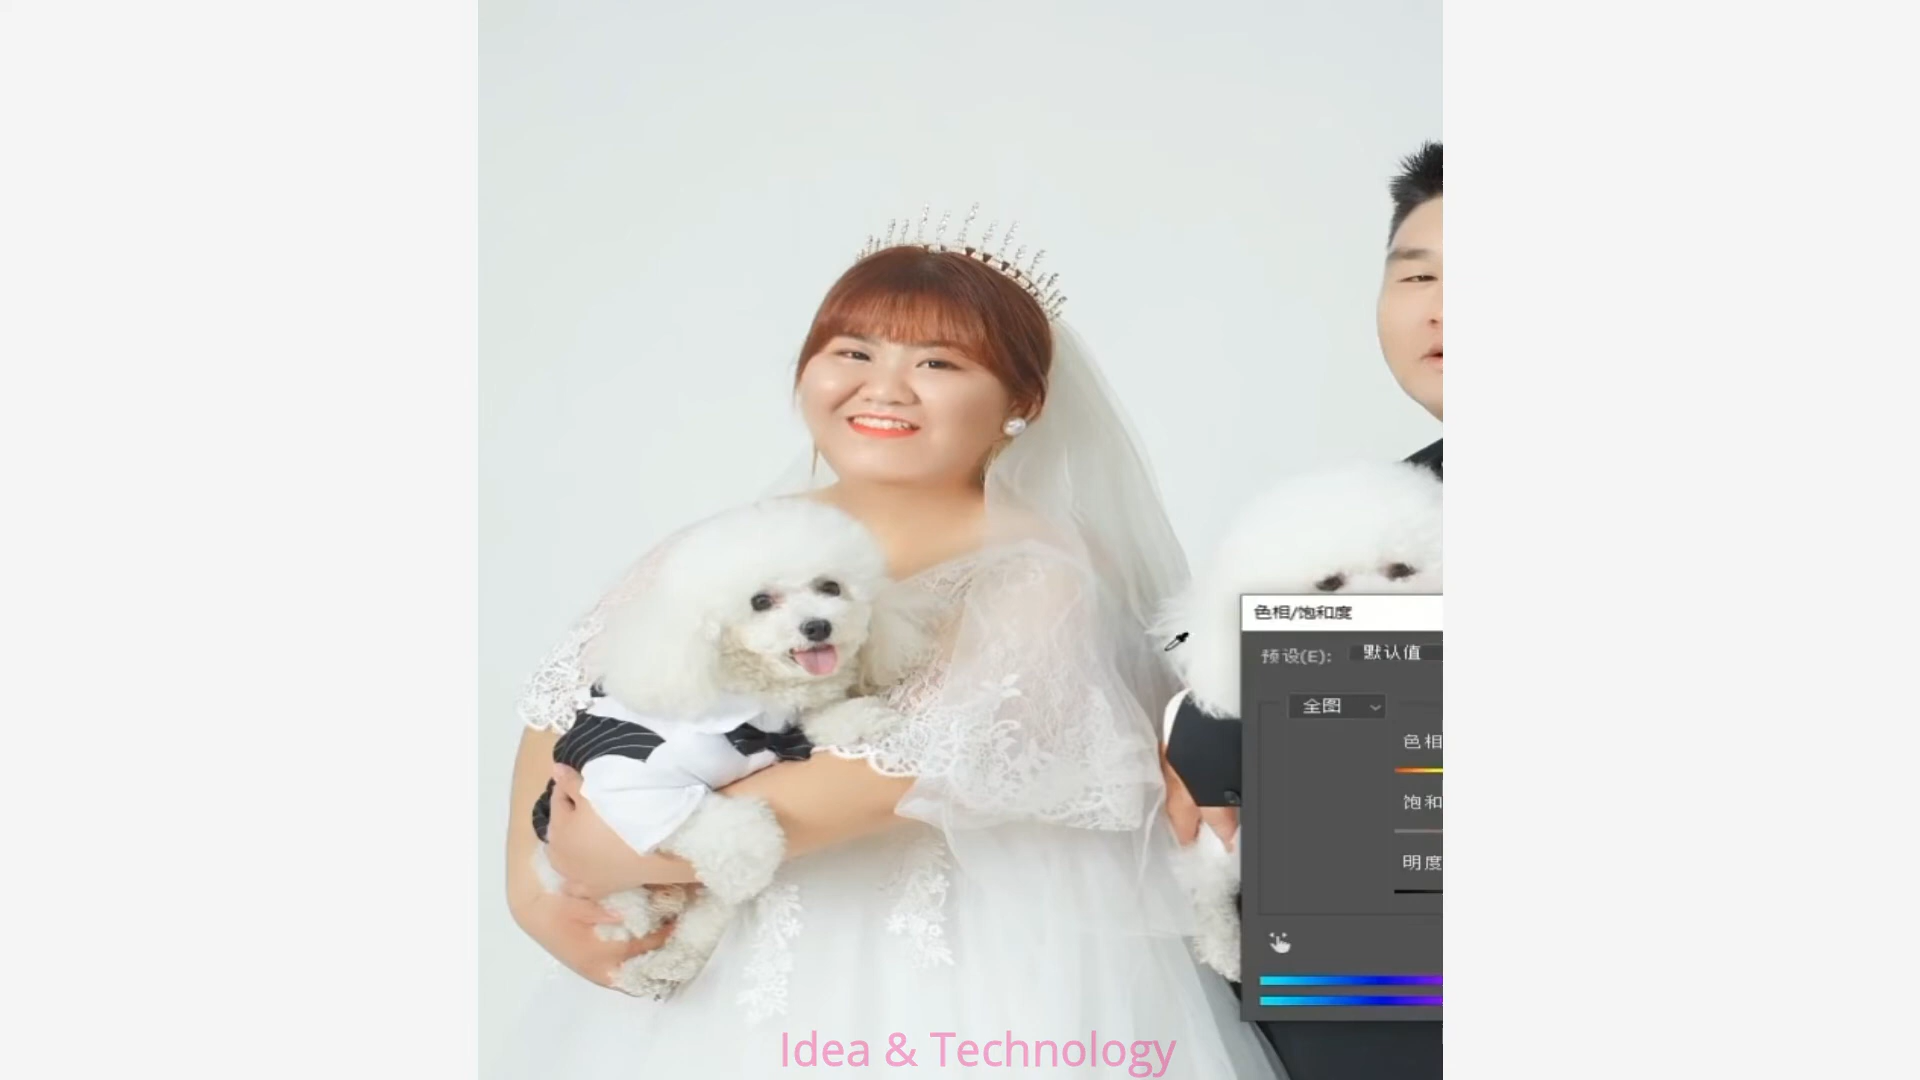 色相/饱和度
预设(E): 默认值
全图
色相
饱和
明度
Idea & Technology